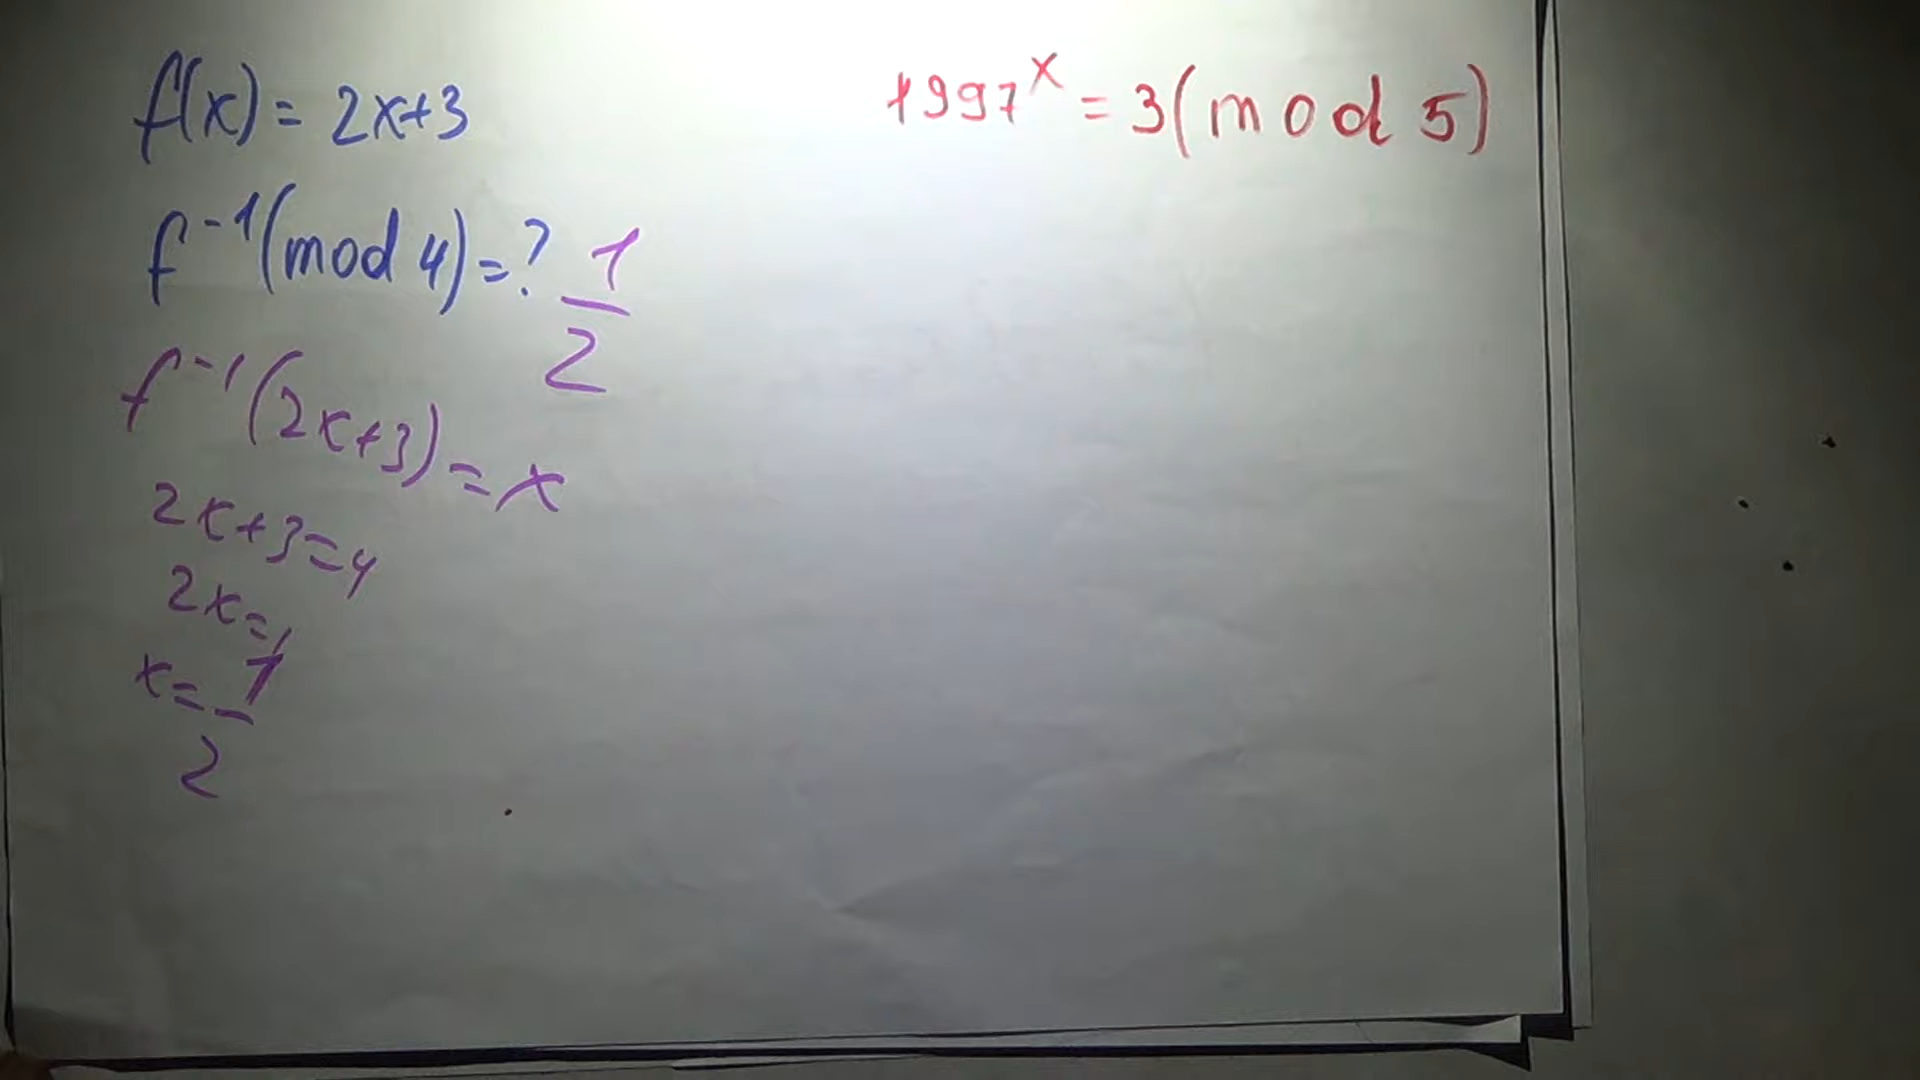 f(x) = 2x+3
f⁻¹(mod 4) = ? 1/2
f⁻¹(2x+3) = x
2x+3=4
2x=1
x=1/2
1997ˣ = 3(mod 5)